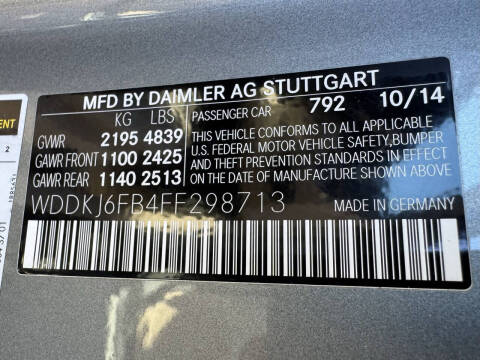 MFD BY DAIMLER AG STUTTGART
KG LBS
PASSENGER CAR 792 10/14
GVWR 2195 4839
GAWR FRONT 1100 2425
GAWR REAR 1140 2513
THIS VEHICLE CONFORMS TO ALL APPLICABLE
U.S. FEDERAL MOTOR VEHICLE SAFETY, BUMPER
AND THEFT PREVENTION STANDARDS IN EFFECT
ON THE DATE OF MANUFACTURE SHOWN ABOVE.
WDDKJ6FB4FF298713 MADE IN GERMANY
ENT
2